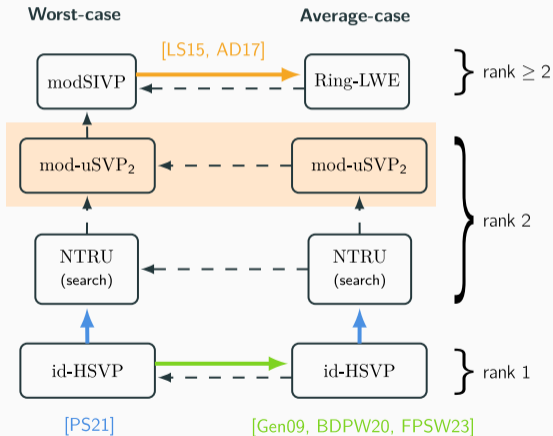 Worst-case
Average-case
[LS15, AD17]
modSIVP
Ring-LWE
rank ≥ 2
mod-uSVP₂
mod-uSVP₂
rank 2
NTRU
(search)
NTRU
(search)
id-HSVP
id-HSVP
rank 1
[PS21]
[Gen09, BDPW20, FPSW23]